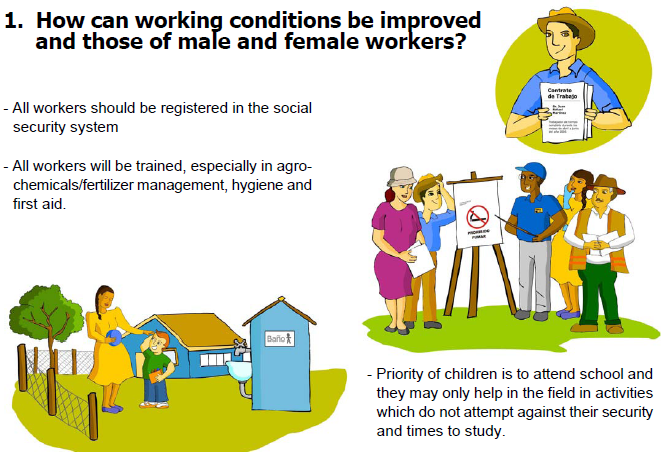 1. How can working conditions be improved
and those of male and female workers?
Contrato
de Trabajo
- All workers should be registered in the social
security system
- All workers will be trained, especially in agro-
chemicals/fertilizer management, hygiene and
first aid.
PROHIBIDO
FUMAR
Baño
- Priority of children is to attend school and
they may only help in the field in activities
which do not attempt against their security
and times to study.